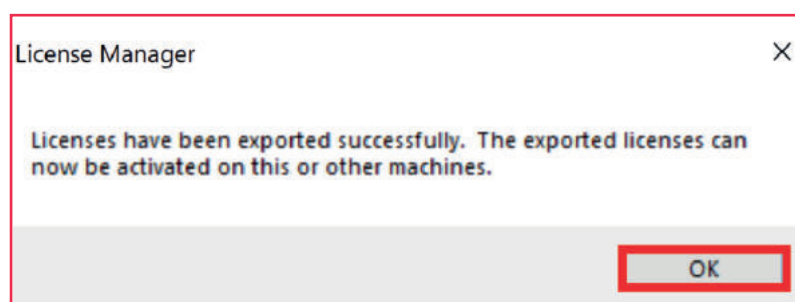 License Manager
Licenses have been exported successfully.  The exported licenses can
now be activated on this or other machines.
OK